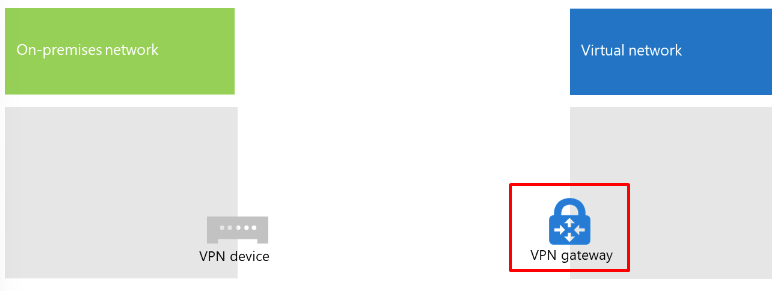 On-premises network
Virtual network
VPN device
VPN gateway